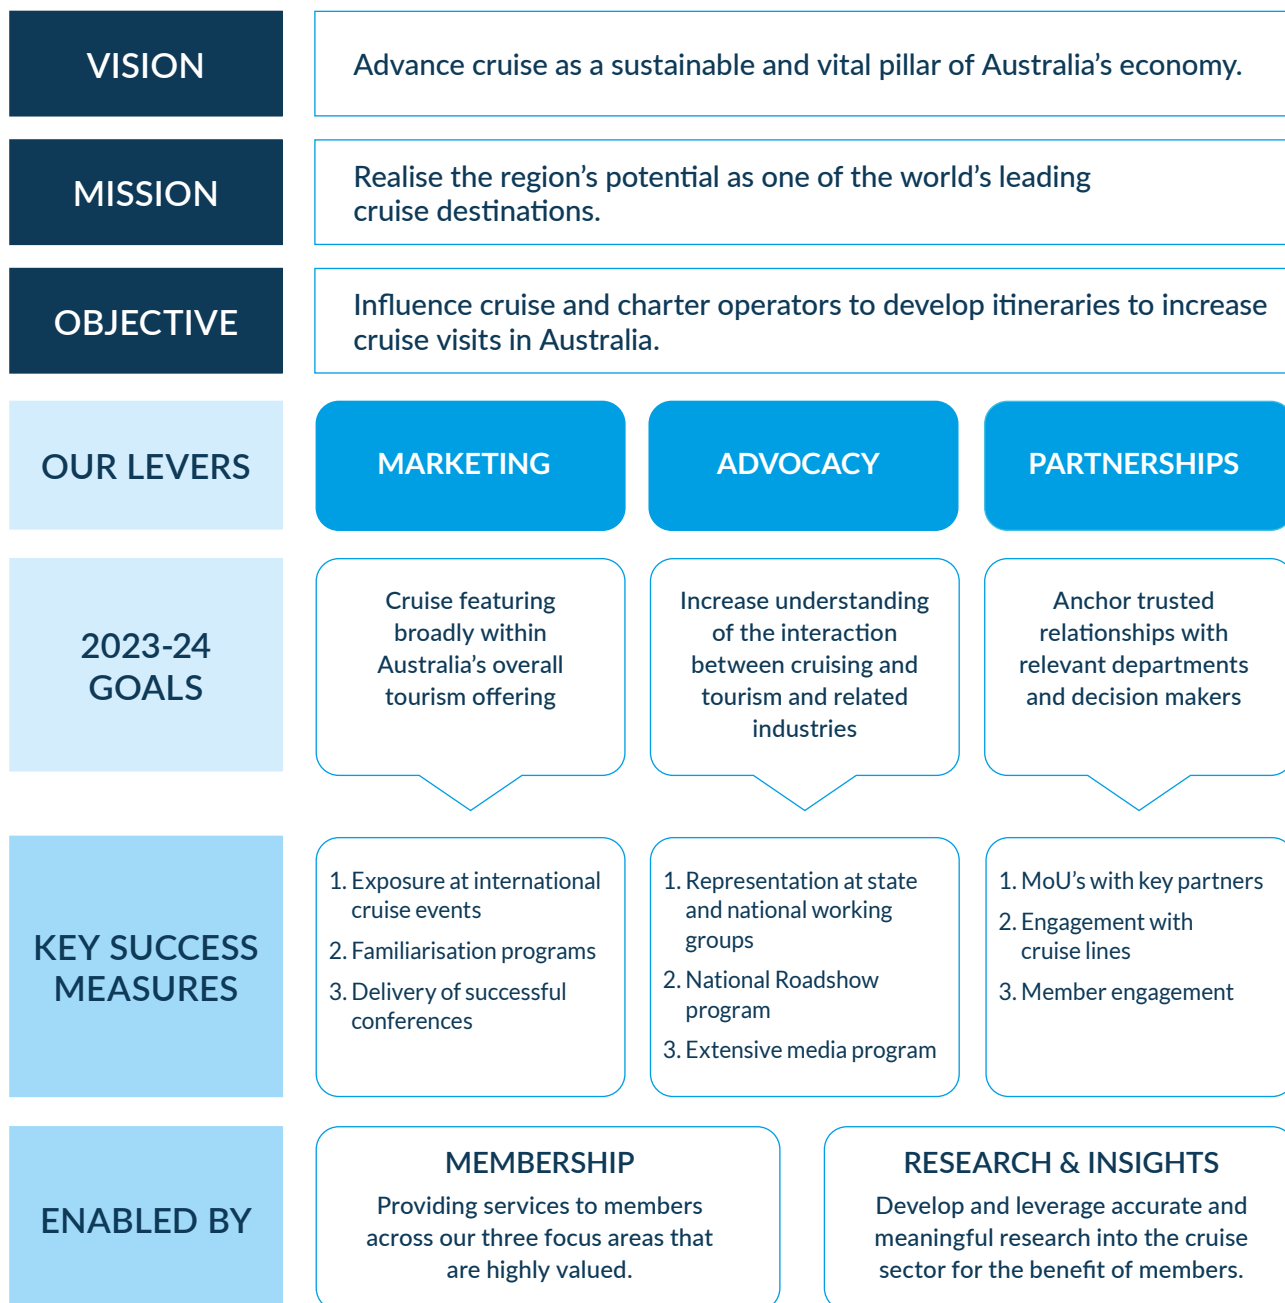 VISION
Advance cruise as a sustainable and vital pillar of Australia’s economy.
MISSION
Realise the region’s potential as one of the world’s leading
cruise destinations.
OBJECTIVE
Influence cruise and charter operators to develop itineraries to increase
cruise visits in Australia.
OUR LEVERS
MARKETING
ADVOCACY
PARTNERSHIPS
2023-24
GOALS
Cruise featuring
broadly within
Australia’s overall
tourism offering
Increase understanding
of the interaction
between cruising and
tourism and related
industries
Anchor trusted
relationships with
relevant departments
and decision makers
KEY SUCCESS
MEASURES
1. Exposure at international
cruise events
2. Familiarisation programs
3. Delivery of successful
conferences
1. Representation at state
and national working
groups
2. National Roadshow
program
3. Extensive media program
1. MoU’s with key partners
2. Engagement with
cruise lines
3. Member engagement
ENABLED BY
MEMBERSHIP
Providing services to members
across our three focus areas that
are highly valued.
RESEARCH & INSIGHTS
Develop and leverage accurate and
meaningful research into the cruise
sector for the benefit of members.